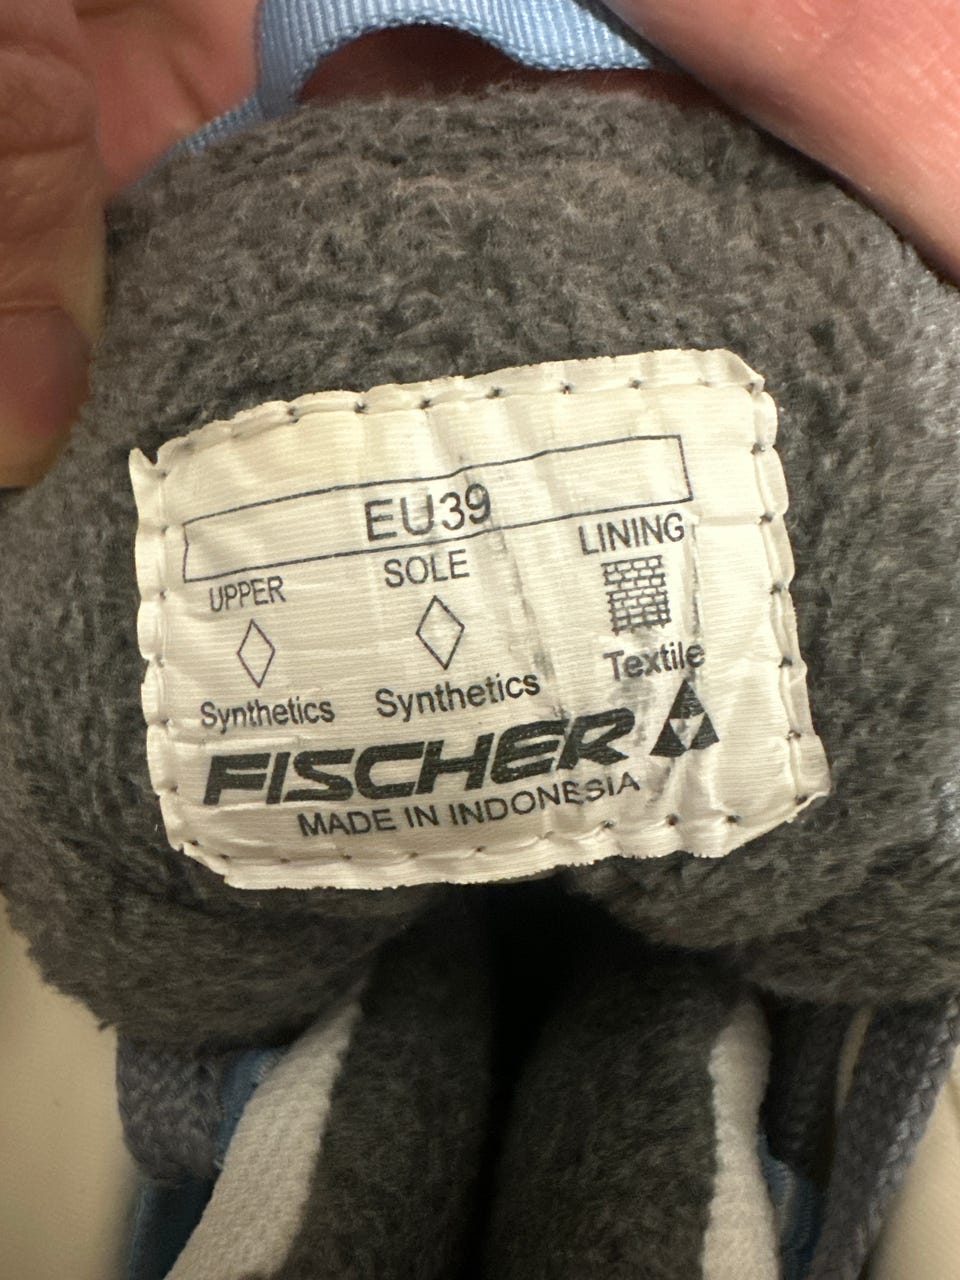 EU39
UPPER SOLE LINING
Synthetics Synthetics Textile
FISCHER
MADE IN INDONESIA